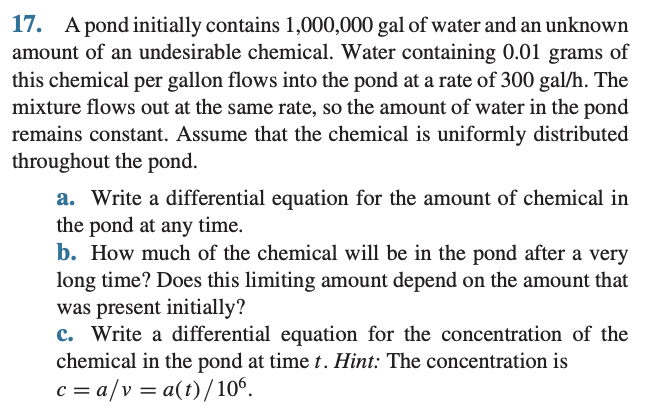 17. A pond initially contains 1,000,000 gal of water and an unknown
amount of an undesirable chemical. Water containing 0.01 grams of
this chemical per gallon flows into the pond at a rate of 300 gal/h. The
mixture flows out at the same rate, so the amount of water in the pond
remains constant. Assume that the chemical is uniformly distributed
throughout the pond.
a. Write a differential equation for the amount of chemical in
the pond at any time.
b. How much of the chemical will be in the pond after a very
long time? Does this limiting amount depend on the amount that
was present initially?
c. Write a differential equation for the concentration of the
chemical in the pond at time t. Hint: The concentration is
c = a/v = a(t)/10⁶.